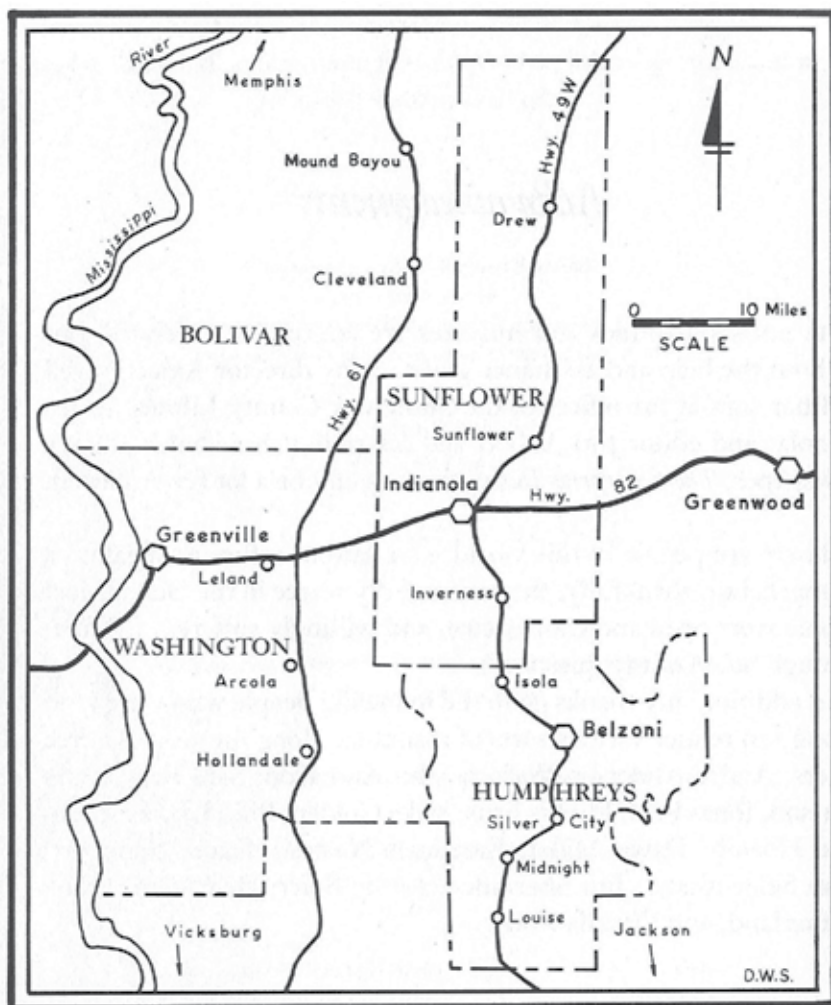 River
Memphis
N
Hwy. 49W
Mound Bayou
Drew
Mississippi
Cleveland
0 10 Miles
SCALE
BOLIVAR
Hwy. 61
SUNFLOWER
Sunflower
Indianola
Hwy. 82
Greenwood
Greenville
Leland
Inverness
WASHINGTON
Arcola
Isola
Belzoni
Hollandale
HUMPHREYS
Silver City
Midnight
Louise
Vicksburg
Jackson
D.W.S.